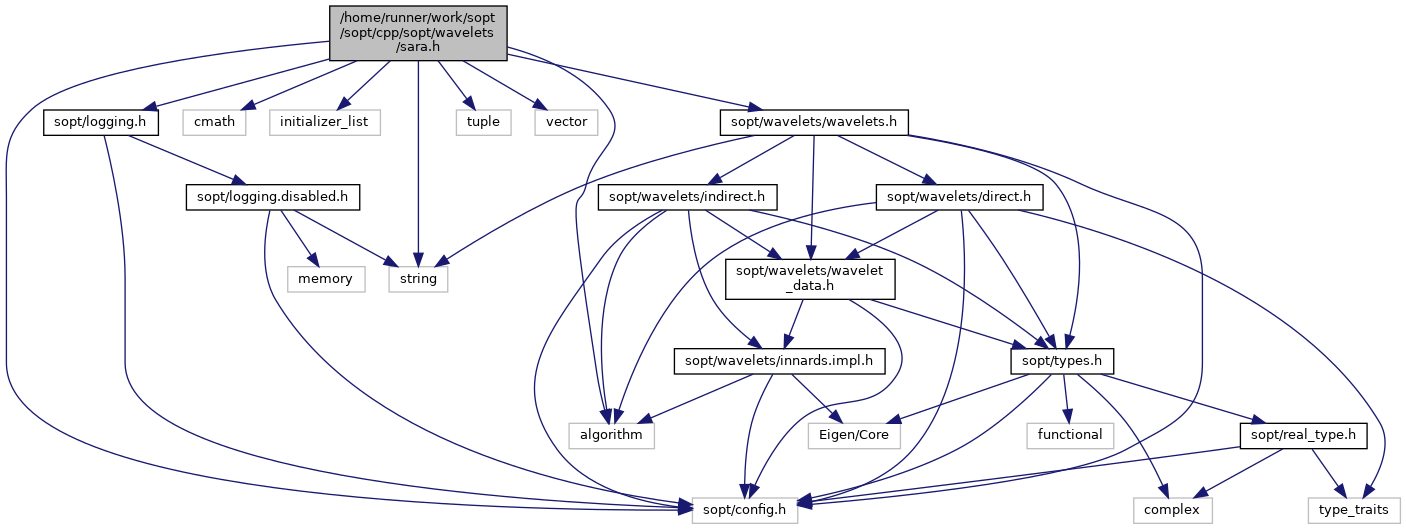 /home/runner/work/sopt
/sopt/cpp/sopt/wavelets
/sara.h
sopt/logging.h
cmath
initializer_list
tuple
vector
sopt/wavelets/wavelets.h
sopt/logging.disabled.h
sopt/wavelets/indirect.h
sopt/wavelets/direct.h
memory
string
sopt/wavelets/wavelet
_data.h
sopt/wavelets/innards.impl.h
sopt/types.h
algorithm
Eigen/Core
functional
sopt/real_type.h
sopt/config.h
complex
type_traits